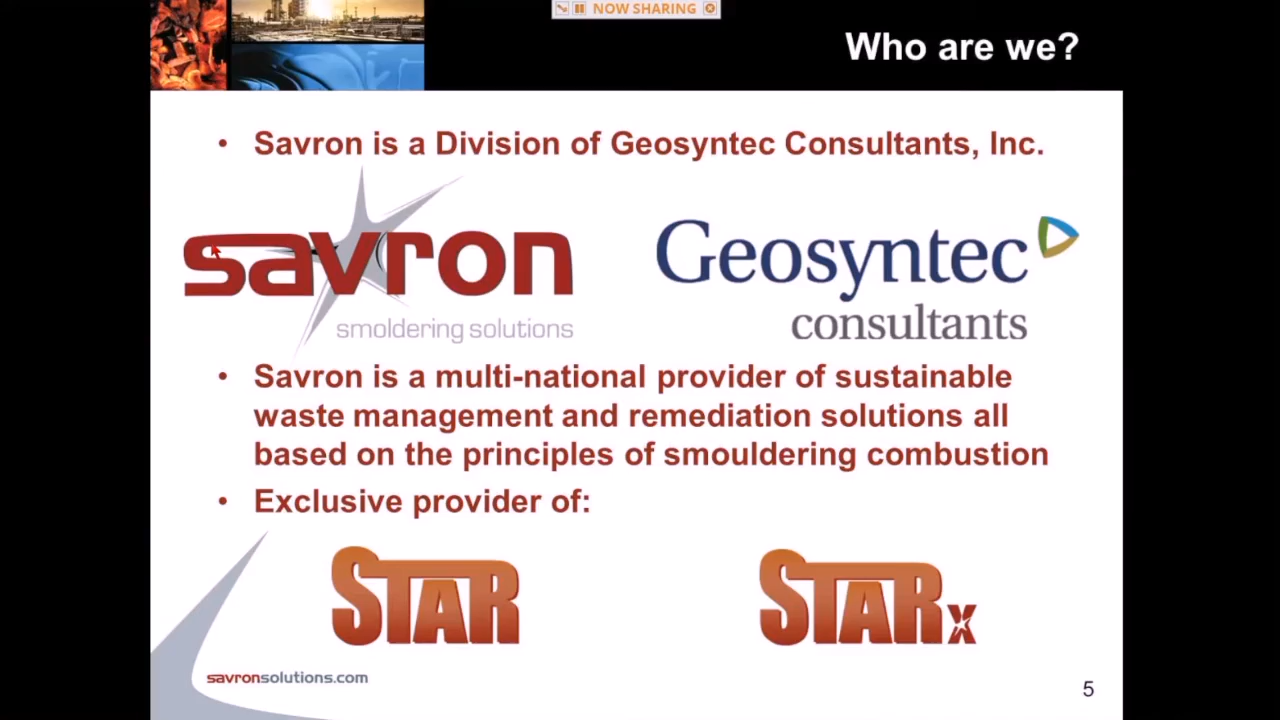 NOW SHARING
Who are we?
• Savron is a Division of Geosyntec Consultants, Inc.
savron
smoldering solutions
Geosyntec
consultants
• Savron is a multi-national provider of sustainable
waste management and remediation solutions all
based on the principles of smouldering combustion
• Exclusive provider of:
STAR
STARx
savronsolutions.com
5